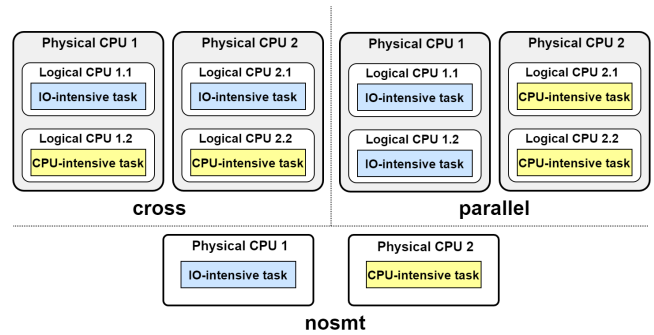 Physical CPU 1
Logical CPU 1.1
IO-intensive task
Logical CPU 1.2
CPU-intensive task
Physical CPU 2
Logical CPU 2.1
IO-intensive task
Logical CPU 2.2
CPU-intensive task
cross
Physical CPU 1
Logical CPU 1.1
IO-intensive task
Logical CPU 1.2
IO-intensive task
Physical CPU 2
Logical CPU 2.1
CPU-intensive task
Logical CPU 2.2
CPU-intensive task
parallel
Physical CPU 1
IO-intensive task
Physical CPU 2
CPU-intensive task
nosmt